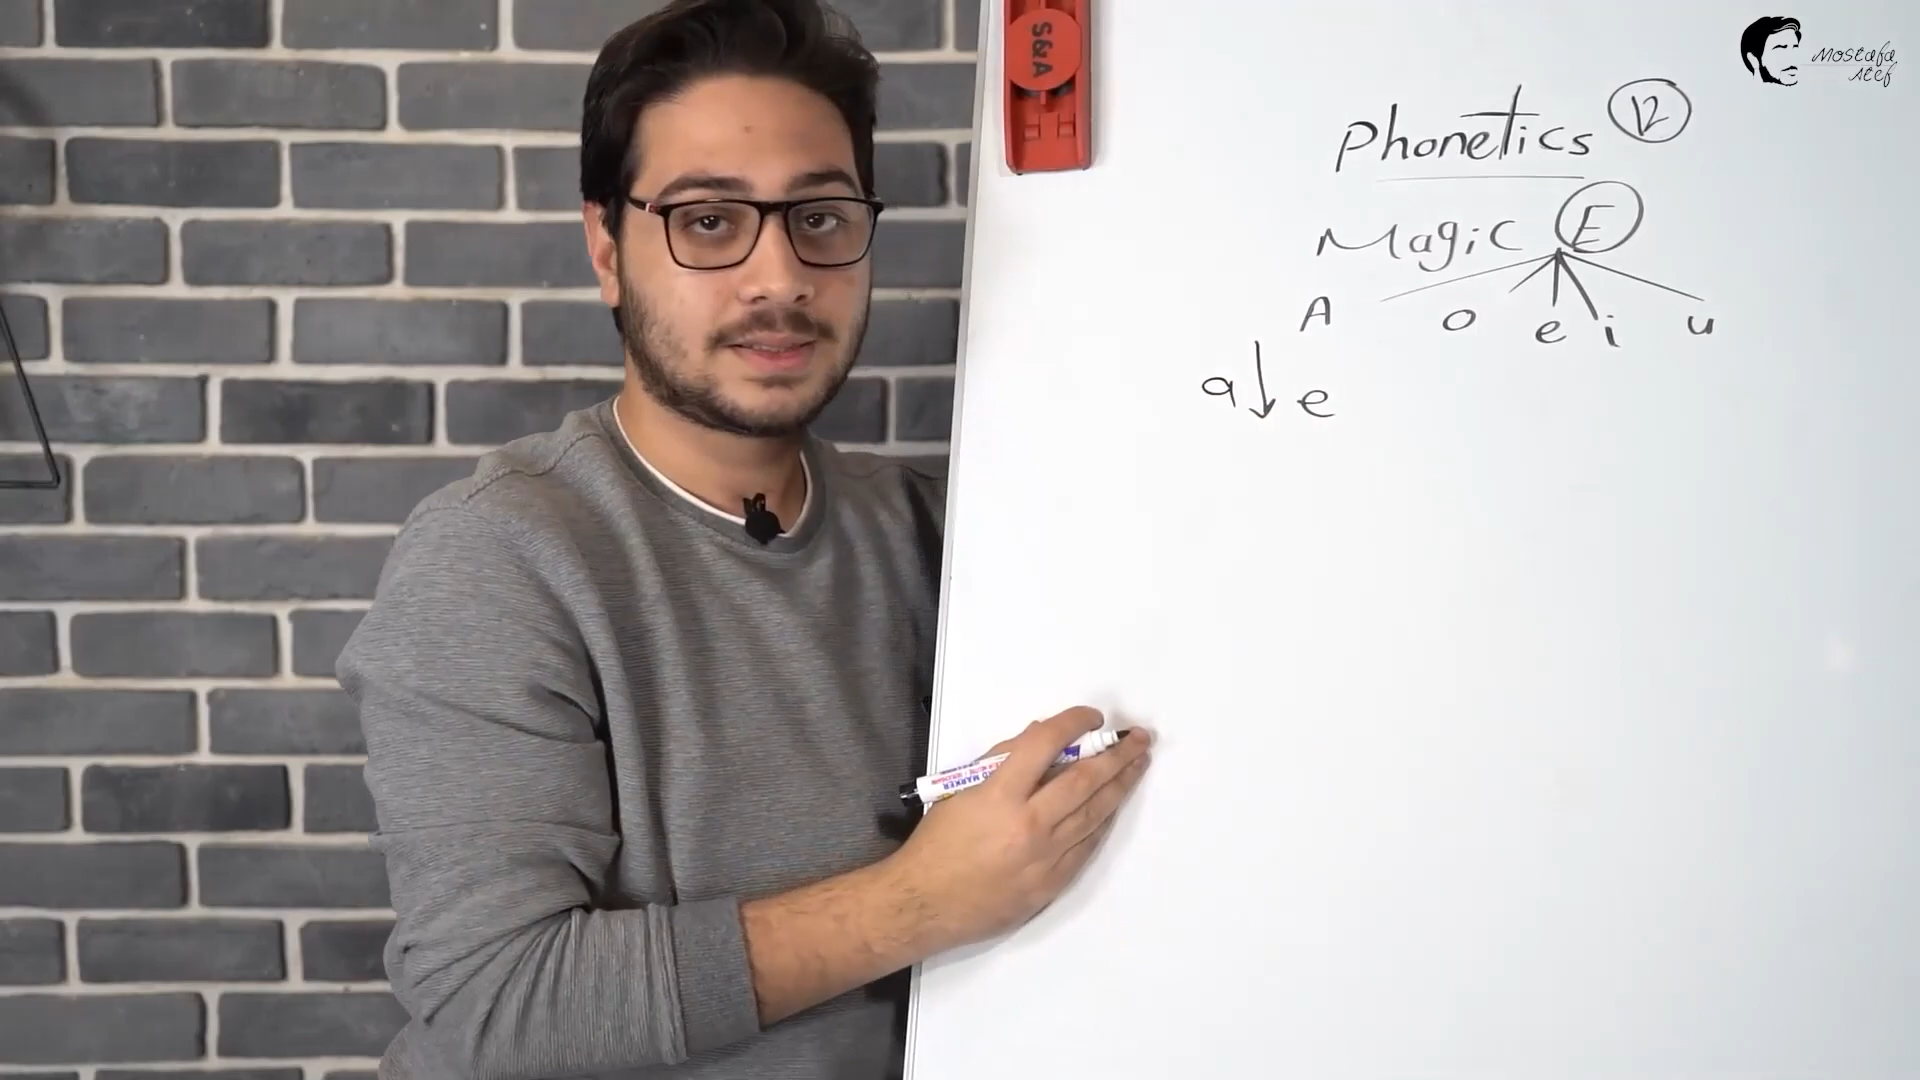 S&A
Mostafa
Atef
Phonetics 12
Magic E
A o e i u
a e
MARKER